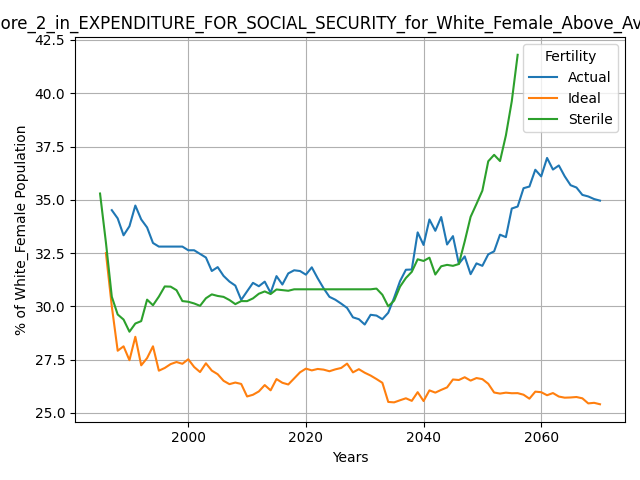 ore_2_in_EXPENDITURE_FOR_SOCIAL_SECURITY_for_White_Female_Above_Av
42.5
40.0
37.5
35.0
32.5
30.0
27.5
25.0
% of White_Female Population
Fertility
Actual
Ideal
Sterile
2000
2020
2040
2060
Years